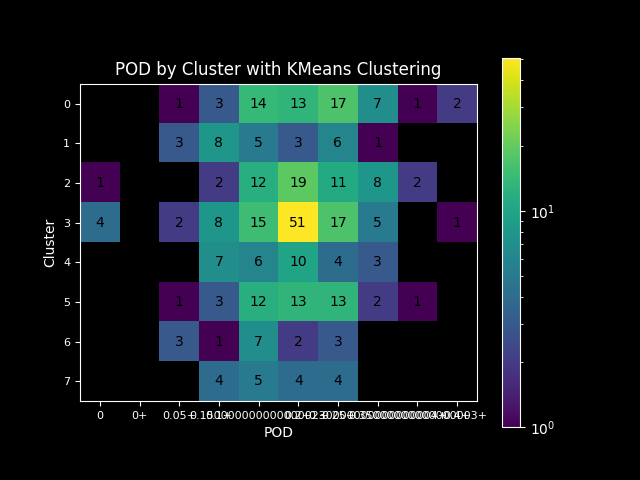 POD by Cluster with KMeans Clustering
0 1 3 14 13 17 7 1 2
1 3 8 5 3 6 1
2 1 2 12 19 11 8 2
3 4 2 8 15 51 17 5 1
4 7 6 10 4 3
5 1 3 12 13 13 2 1
6 3 1 7 2 3
7 4 5 4 4
0 0+ 0.05+
POD
Cluster
10¹
10⁰